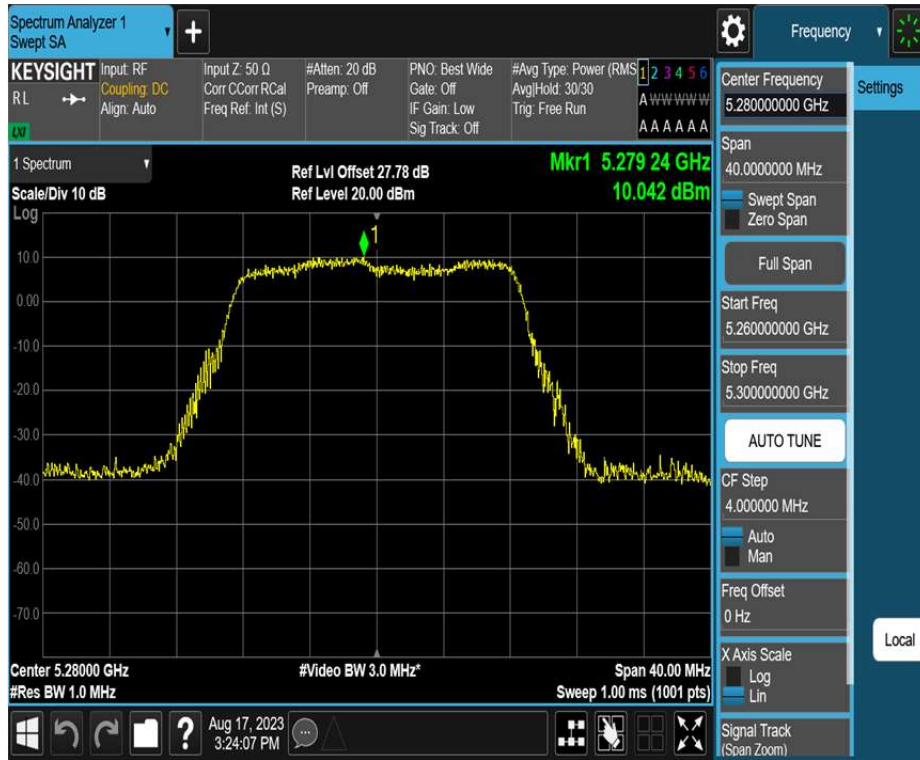 Spectrum Analyzer 1
Swept SA
+
Frequency
Settings
KEYSIGHT
R L
LXI
Input: RF
Coupling: DC
Align: Auto
Input Z: 50 Ω
Corr CCorr RCal
Freq Ref: Int (S)
#Atten: 20 dB
Preamp: Off
PNO: Best Wide
Gate: Off
IF Gain: Low
Sig Track: Off
#Avg Type: Power (RMS
Avg|Hold: 30/30
Trig: Free Run
1 2 3 4 5 6
A W W W W W
A A A A A A
1 Spectrum
Scale/Div 10 dB
Log
Ref Lvl Offset 27.78 dB
Ref Level 20.00 dBm
Mkr1 5.279 24 GHz
10.042 dBm
1
10.0
0.00
-10.0
-20.0
-30.0
-40.0
-50.0
-60.0
-70.0
Center 5.28000 GHz
#Res BW 1.0 MHz
#Video BW 3.0 MHz*
Span 40.00 MHz
Sweep 1.00 ms (1001 pts)
?
Aug 17, 2023
3:24:07 PM
Center Frequency
5.280000000 GHz
Span
40.0000000 MHz
Swept Span
Zero Span
Full Span
Start Freq
5.260000000 GHz
Stop Freq
5.300000000 GHz
AUTO TUNE
CF Step
4.000000 MHz
Auto
Man
Freq Offset
0 Hz
X Axis Scale
Log
Lin
Signal Track
(Span Zoom)
Local